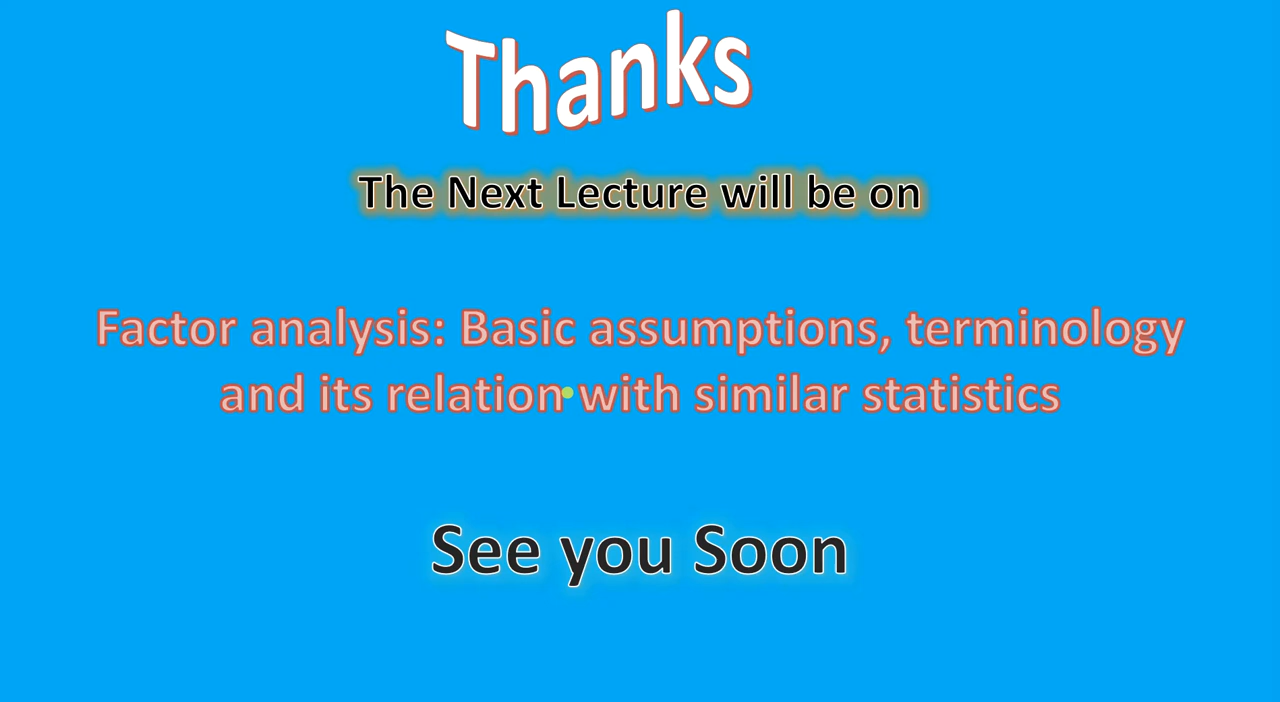 Thanks
The Next Lecture will be on
Factor analysis: Basic assumptions, terminology
and its relation with similar statistics
See you Soon